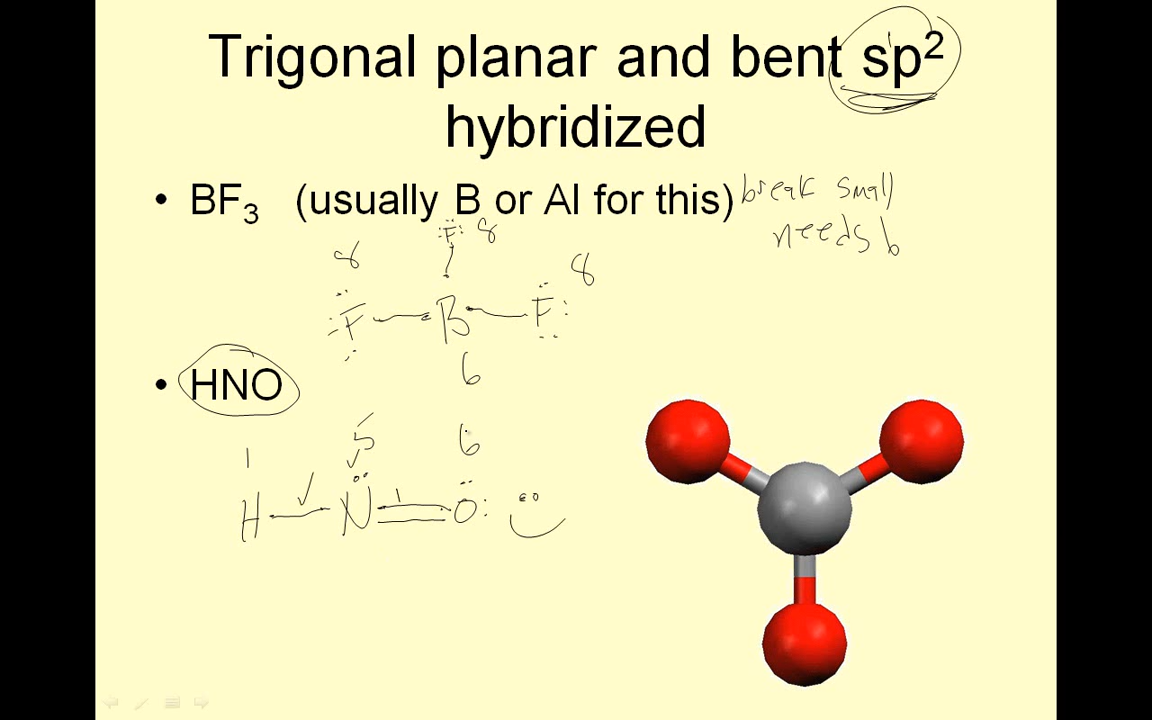 Trigonal planar and bent sp²
hybridized
• BF₃ (usually B or Al for this) break small
needs 6
:F: 8
8 8
:F — B — F:
6
• HNO
1 5 6
H — N = O: